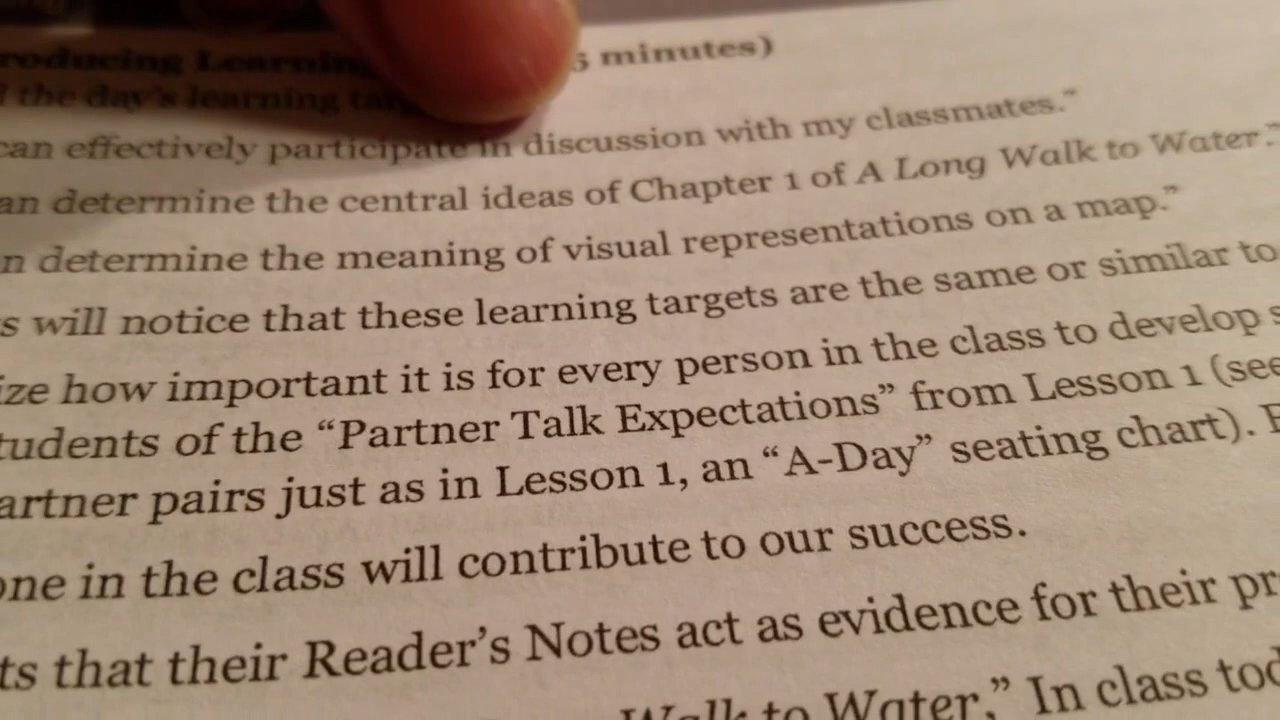 roducing Learning 5 minutes)
the day's learning tar
can effectively participate in discussion with my classmates."
an determine the central ideas of Chapter 1 of A Long Walk to Water."
n determine the meaning of visual representations on a map."
s will notice that these learning targets are the same or similar to
ize how important it is for every person in the class to develop s
tudents of the "Partner Talk Expectations" from Lesson 1 (see
artner pairs just as in Lesson 1, an "A-Day" seating chart). E
one in the class will contribute to our success.
ts that their Reader's Notes act as evidence for their pr
Walk to Water." In class tod